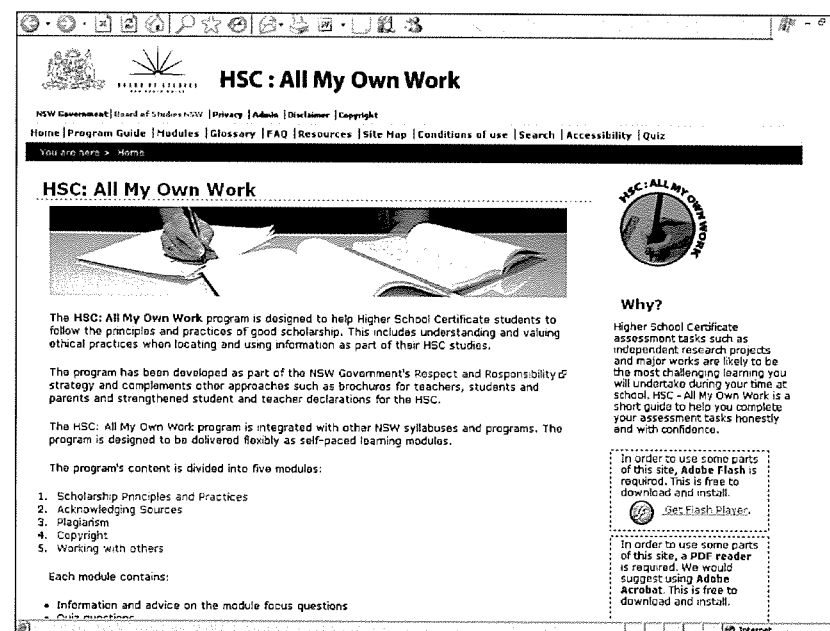 BOARD OF STUDIES
HSC : All My Own Work
NSW Government | Board of Studies NSW | Privacy | Admin | Disclaimer | Copyright
Home | Program Guide | Modules | Glossary | FAQ | Resources | Site Map | Conditions of use | Search | Accessibility | Quiz
You are here > Home
HSC: All My Own Work
The HSC: All My Own Work program is designed to help Higher School Certificate students to
follow the principles and practices of good scholarship. This includes understanding and valuing
ethical practices when locating and using information as part of their HSC studies.
The program has been developed as part of the NSW Government's Respect and Responsibility
strategy and complements other approaches such as brochures for teachers, students and
parents and strengthened student and teacher declarations for the HSC.
The HSC: All My Own Work program is integrated with other NSW syllabuses and programs. The
program is designed to be delivered flexibly as self-paced learning modules.
The program's content is divided into five modules:
1. Scholarship Principles and Practices
2. Acknowledging Sources
3. Plagiarism
4. Copyright
5. Working with others
Each module contains:
• Information and advice on the module focus questions
• Quiz questions
HSC : ALL MY OWN WORK
Why?
Higher School Certificate
assessment tasks such as
independent research projects
and major works are likely to be
the most challenging learning you
will undertake during your time at
school. HSC - All My Own Work is a
short guide to help you complete
your assessment tasks honestly
and with confidence.
In order to use some parts
of this site, Adobe Flash is
required. This is free to
download and install.
Get Flash Player.
In order to use some parts
of this site, a PDF reader
is required. We would
suggest using Adobe
Acrobat. This is free to
download and install.
Internet